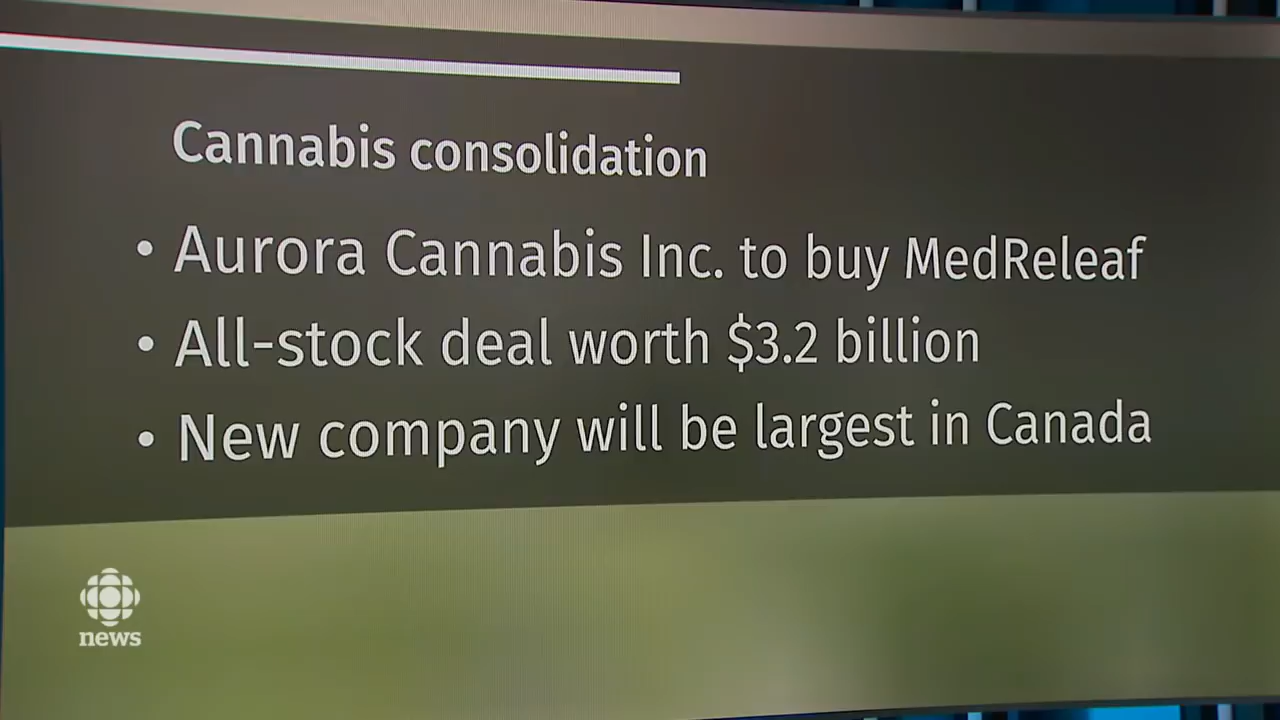 Cannabis consolidation
• Aurora Cannabis Inc. to buy MedReleaf
• All-stock deal worth $3.2 billion
• New company will be largest in Canada
news